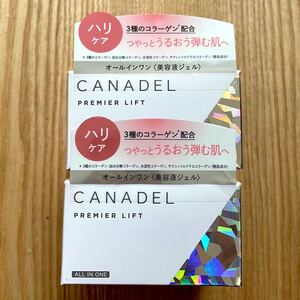 ハリ
ケア
3種のコラーゲン*配合
つやっとうるおう弾む肌へ
オールインワン〈美容液ジェル〉
CANADEL
PREMIER LIFT
ハリ
ケア
3種のコラーゲン*配合
つやっとうるおう弾む肌へ
オールインワン〈美容液ジェル〉
CANADEL
PREMIER LIFT
ALL IN ONE